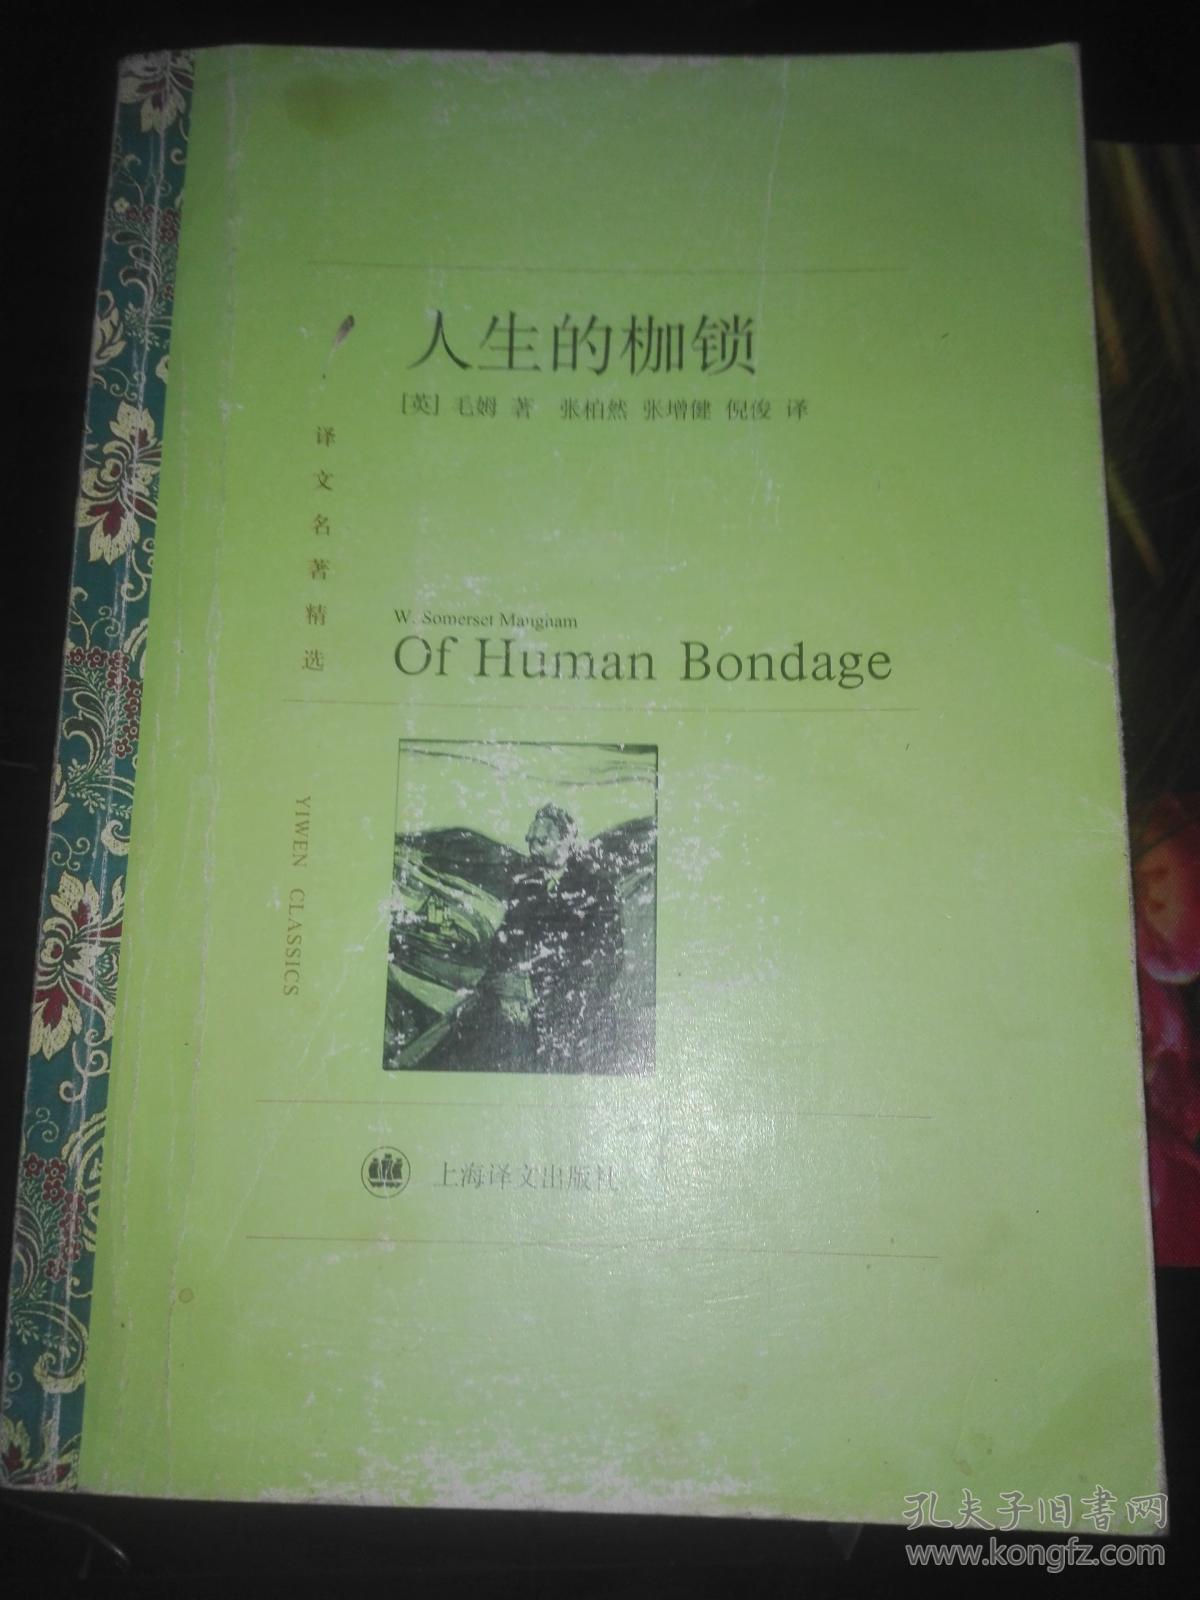 人生的枷锁
[英] 毛姆 著 张柏然 张增健 倪俊 译
译文名著精选
W. Somerset Maugham
Of Human Bondage
YIWEN CLASSICS
上海译文出版社
孔夫子旧书网
www.kongfz.com